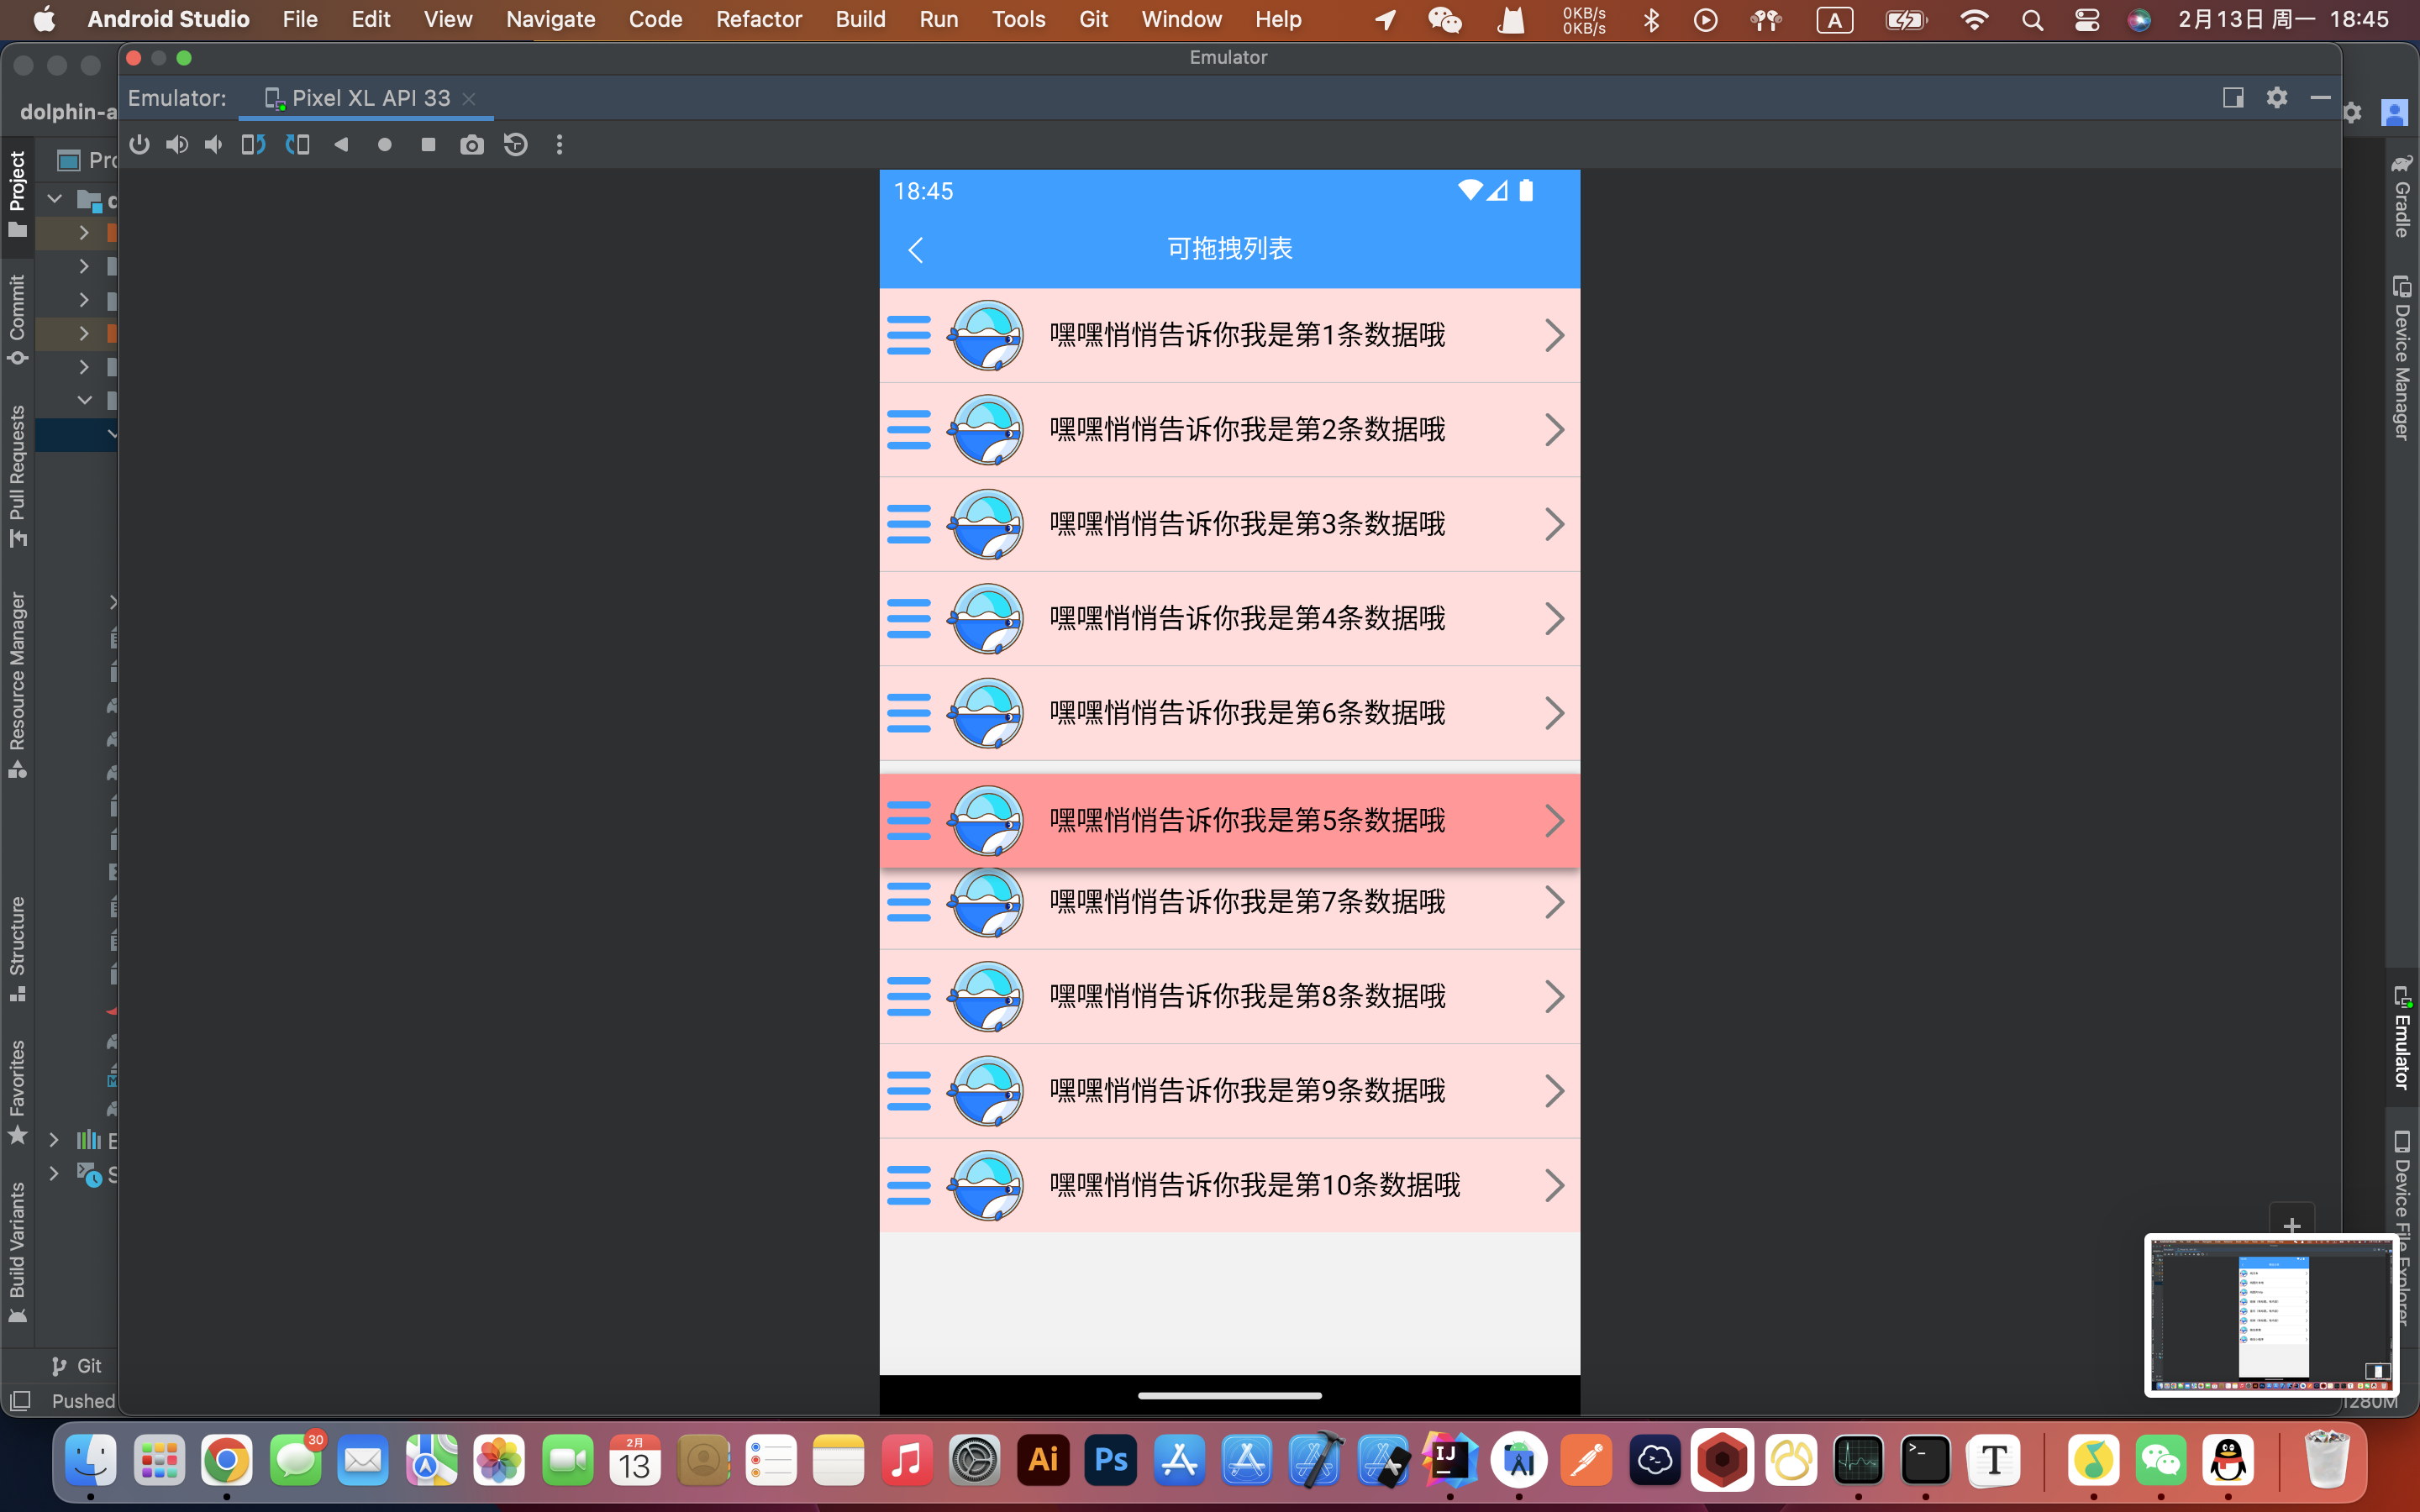 Android Studio File Edit View Navigate Code Refactor Build Run Tools Git Window Help 0KB/s 0KB/s A 2月13日 周一 18:45
Emulator
Emulator: Pixel XL API 33
dolphin-a
Project
Commit
Pull Requests
Resource Manager
Structure
Favorites
Build Variants
Git
Pushed
18:45
可拖拽列表
嘿嘿悄悄告诉你我是第1条数据哦
嘿嘿悄悄告诉你我是第2条数据哦
嘿嘿悄悄告诉你我是第3条数据哦
嘿嘿悄悄告诉你我是第4条数据哦
嘿嘿悄悄告诉你我是第6条数据哦
嘿嘿悄悄告诉你我是第5条数据哦
嘿嘿悄悄告诉你我是第7条数据哦
嘿嘿悄悄告诉你我是第8条数据哦
嘿嘿悄悄告诉你我是第9条数据哦
嘿嘿悄悄告诉你我是第10条数据哦
Gradle
Device Manager
Emulator
Device File Explorer
1280M
30
2月
13
Ai
Ps
IJ
T